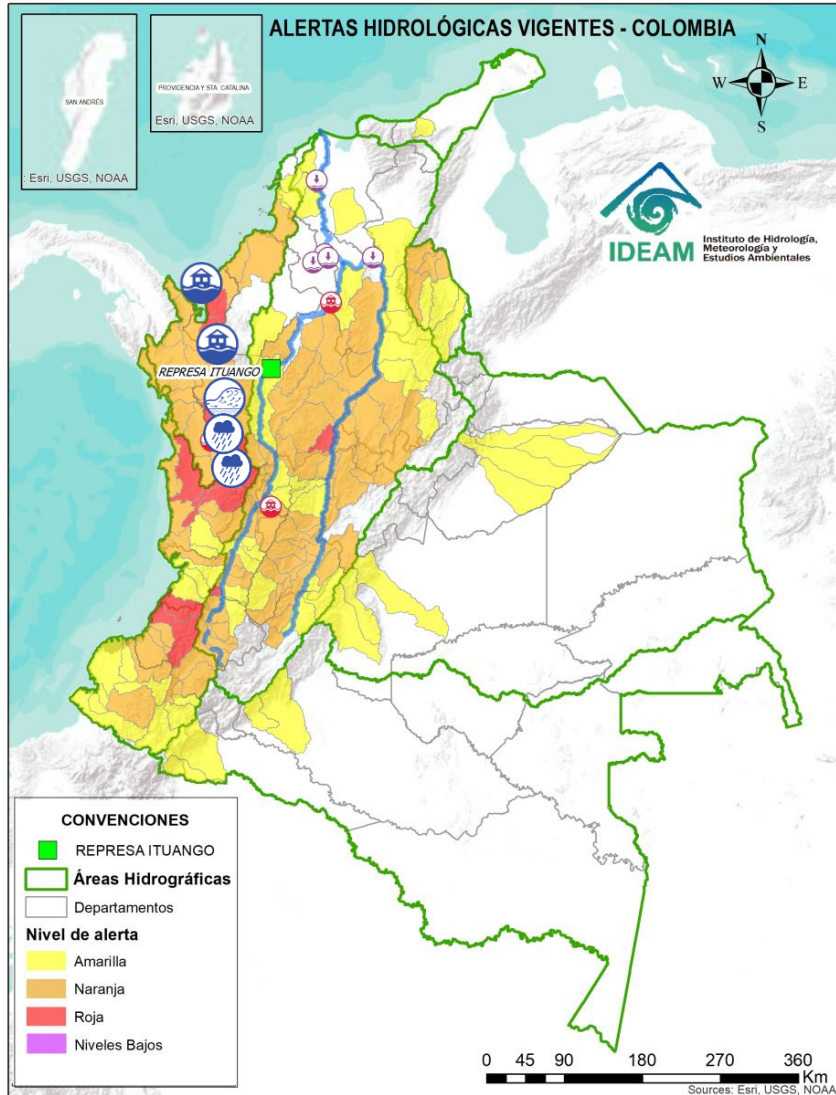 ALERTAS HIDROLÓGICAS VIGENTES - COLOMBIA
SAN ANDRÉS
: Esri, USGS, NOAA
PROVIDENCIA Y STA. CATALINA
Esri, USGS, NOAA
N
W
E
S
IDEAM
Instituto de Hidrología,
Meteorología y
Estudios Ambientales
REPRESA ITUANGO
CONVENCIONES
REPRESA ITUANGO
Áreas Hidrográficas
Departamentos
Nivel de alerta
Amarilla
Naranja
Roja
Niveles Bajos
0 45 90 180 270 360
Km
Sources: Esri, USGS, NOAA